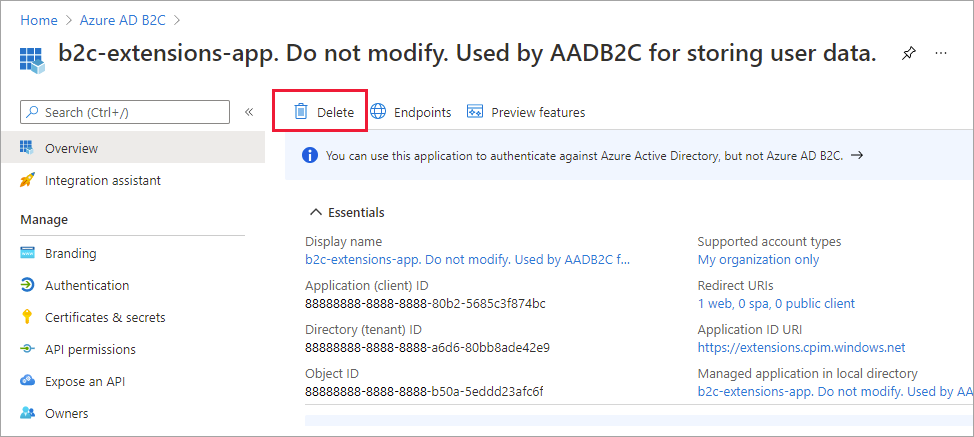 Home > Azure AD B2C >
b2c-extensions-app. Do not modify. Used by AADB2C for storing user data.
Search (Ctrl+/)
«
Delete
Endpoints
Preview features
Overview
Integration assistant
Manage
Branding
Authentication
Certificates & secrets
API permissions
Expose an API
Owners
You can use this application to authenticate against Azure Active Directory, but not Azure AD B2C. →
Essentials
Display name
b2c-extensions-app. Do not modify. Used by AADB2C f...
Application (client) ID
88888888-8888-8888-80b2-5685c3f874bc
Directory (tenant) ID
88888888-8888-8888-a6d6-80bb8ade42e9
Object ID
88888888-8888-8888-b50a-5eddd23afc6f
Supported account types
My organization only
Redirect URIs
1 web, 0 spa, 0 public client
Application ID URI
https://extensions.cpim.windows.net
Managed application in local directory
b2c-extensions-app. Do not modify. Used by AA